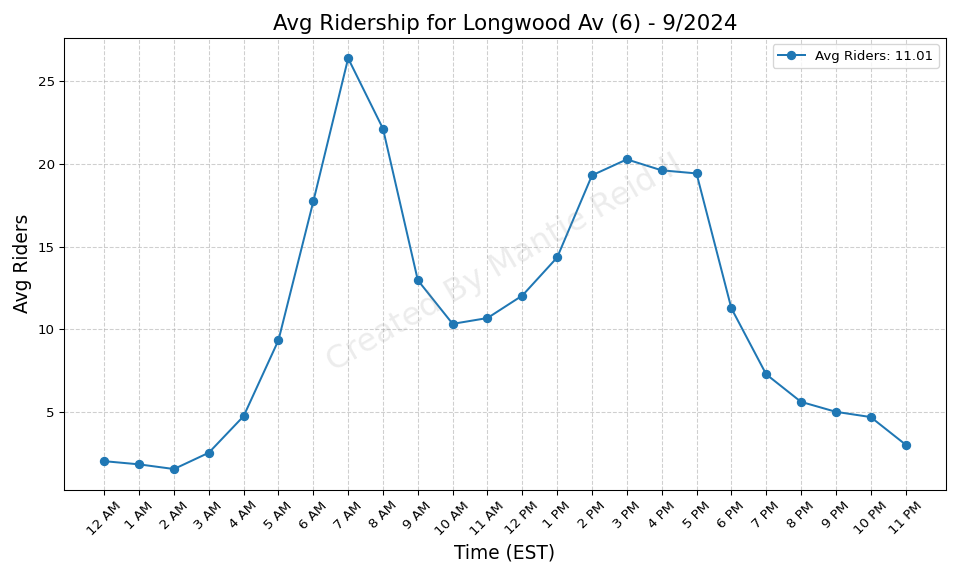 Avg Ridership for Longwood Av (6) - 9/2024
Avg Riders: 11.01
Avg Riders
25
20
15
10
5
Created By Mantie Reid II
12 AM
1 AM
2 AM
3 AM
4 AM
5 AM
6 AM
7 AM
8 AM
9 AM
10 AM
11 AM
12 PM
1 PM
2 PM
3 PM
4 PM
5 PM
6 PM
7 PM
8 PM
9 PM
10 PM
11 PM
Time (EST)